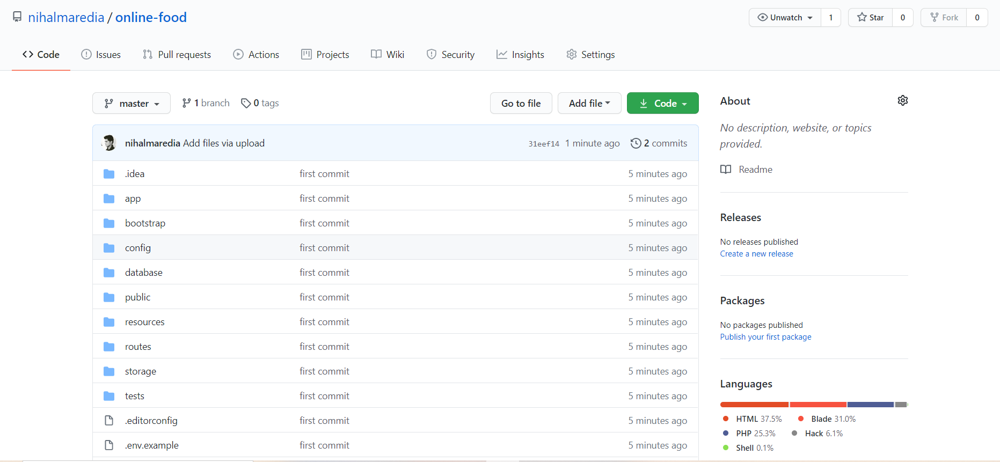 nihalmaredia / online-food
Unwatch 1 Star 0 Fork 0
Code Issues Pull requests Actions Projects Wiki Security Insights Settings
master 1 branch 0 tags Go to file Add file Code
nihalmaredia Add files via upload 31eef14 1 minute ago 2 commits
.idea first commit 5 minutes ago
app first commit 5 minutes ago
bootstrap first commit 5 minutes ago
config first commit 5 minutes ago
database first commit 5 minutes ago
public first commit 5 minutes ago
resources first commit 5 minutes ago
routes first commit 5 minutes ago
storage first commit 5 minutes ago
tests first commit 5 minutes ago
.editorconfig first commit 5 minutes ago
.env.example first commit 5 minutes ago
About
No description, website, or topics
provided.
Readme
Releases
No releases published
Create a new release
Packages
No packages published
Publish your first package
Languages
HTML 37.5% Blade 31.0%
PHP 25.3% Hack 6.1%
Shell 0.1%